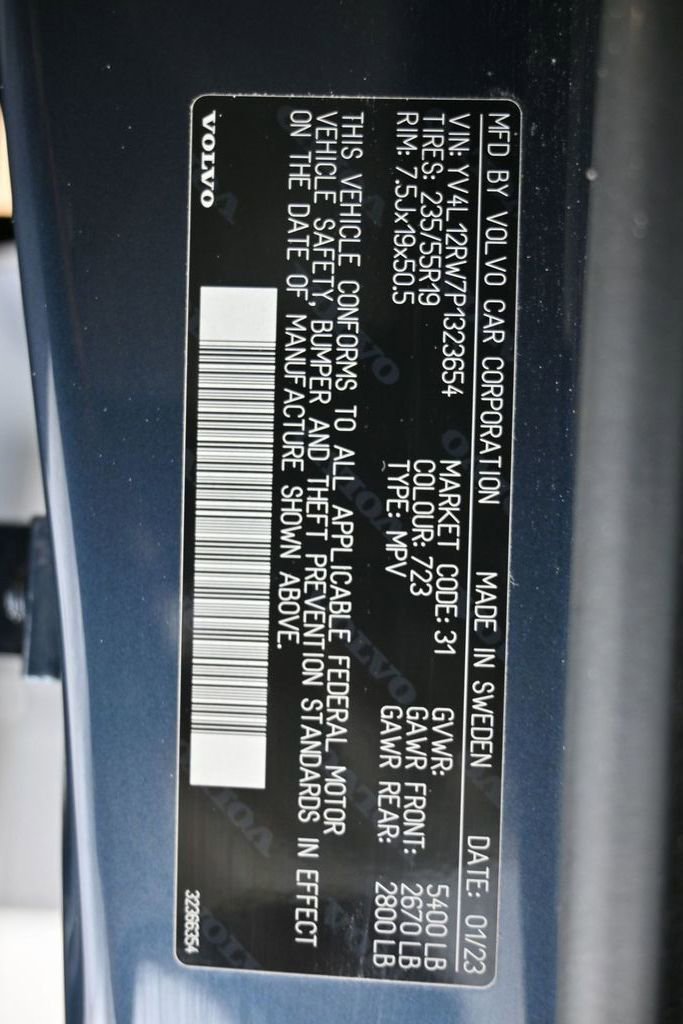 MFD BY VOLVO CAR CORPORATION MADE IN SWEDEN DATE: 01/23
VIN: YV4L12RW7P1323654 MARKET CODE: 31 GVWR: 5400 LB
TIRES: 235/55R19 COLOUR: 723 GAWR FRONT: 2670 LB
RIM: 7.5Jx19x50.5 TYPE: MPV GAWR REAR: 2800 LB
THIS VEHICLE CONFORMS TO ALL APPLICABLE FEDERAL MOTOR
VEHICLE SAFETY, BUMPER AND THEFT PREVENTION STANDARDS IN EFFECT
ON THE DATE OF MANUFACTURE SHOWN ABOVE.
VOLVO
32366354